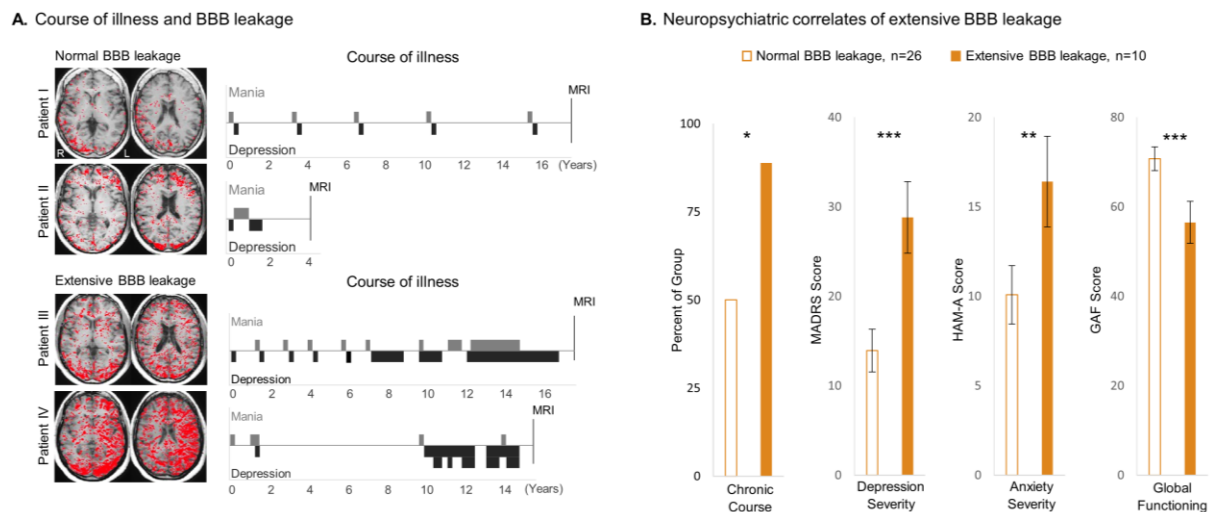 A. Course of illness and BBB leakage
Normal BBB leakage
Course of illness
Patient I
R
L
Mania
MRI
Depression
0 2 4 6 8 10 12 14 16 (Years)
Patient II
Mania
MRI
Depression
0 2 4
Extensive BBB leakage
Course of illness
Patient III
Mania
MRI
Depression
0 2 4 6 8 10 12 14 16
Patient IV
Mania
MRI
Depression
0 2 4 6 8 10 12 14 (Years)
B. Neuropsychiatric correlates of extensive BBB leakage
Normal BBB leakage, n=26 Extensive BBB leakage, n=10
Percent of Group
100
75
50
25
0
*
Chronic
Course
MADRS Score
40
30
20
10
0
***
Depression
Severity
HAM-A Score
20
15
10
5
0
**
Anxiety
Severity
GAF Score
80
60
40
20
0
***
Global
Functioning